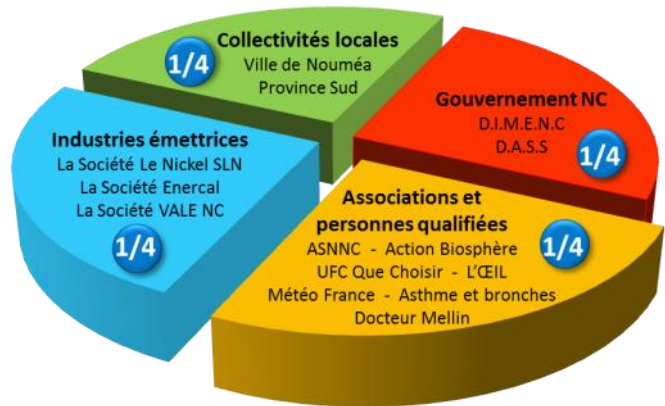 Collectivités locales
1/4
Ville de Nouméa
Province Sud
Gouvernement NC
D.I.M.E.N.C
D.A.S.S
1/4
Industries émettrices
La Société Le Nickel SLN
La Société Enercal
La Société VALE NC
1/4
Associations et
personnes qualifiées
ASNNC - Action Biosphère
1/4
UFC Que Choisir - L'ŒIL
Météo France - Asthme et bronches
Docteur Mellin